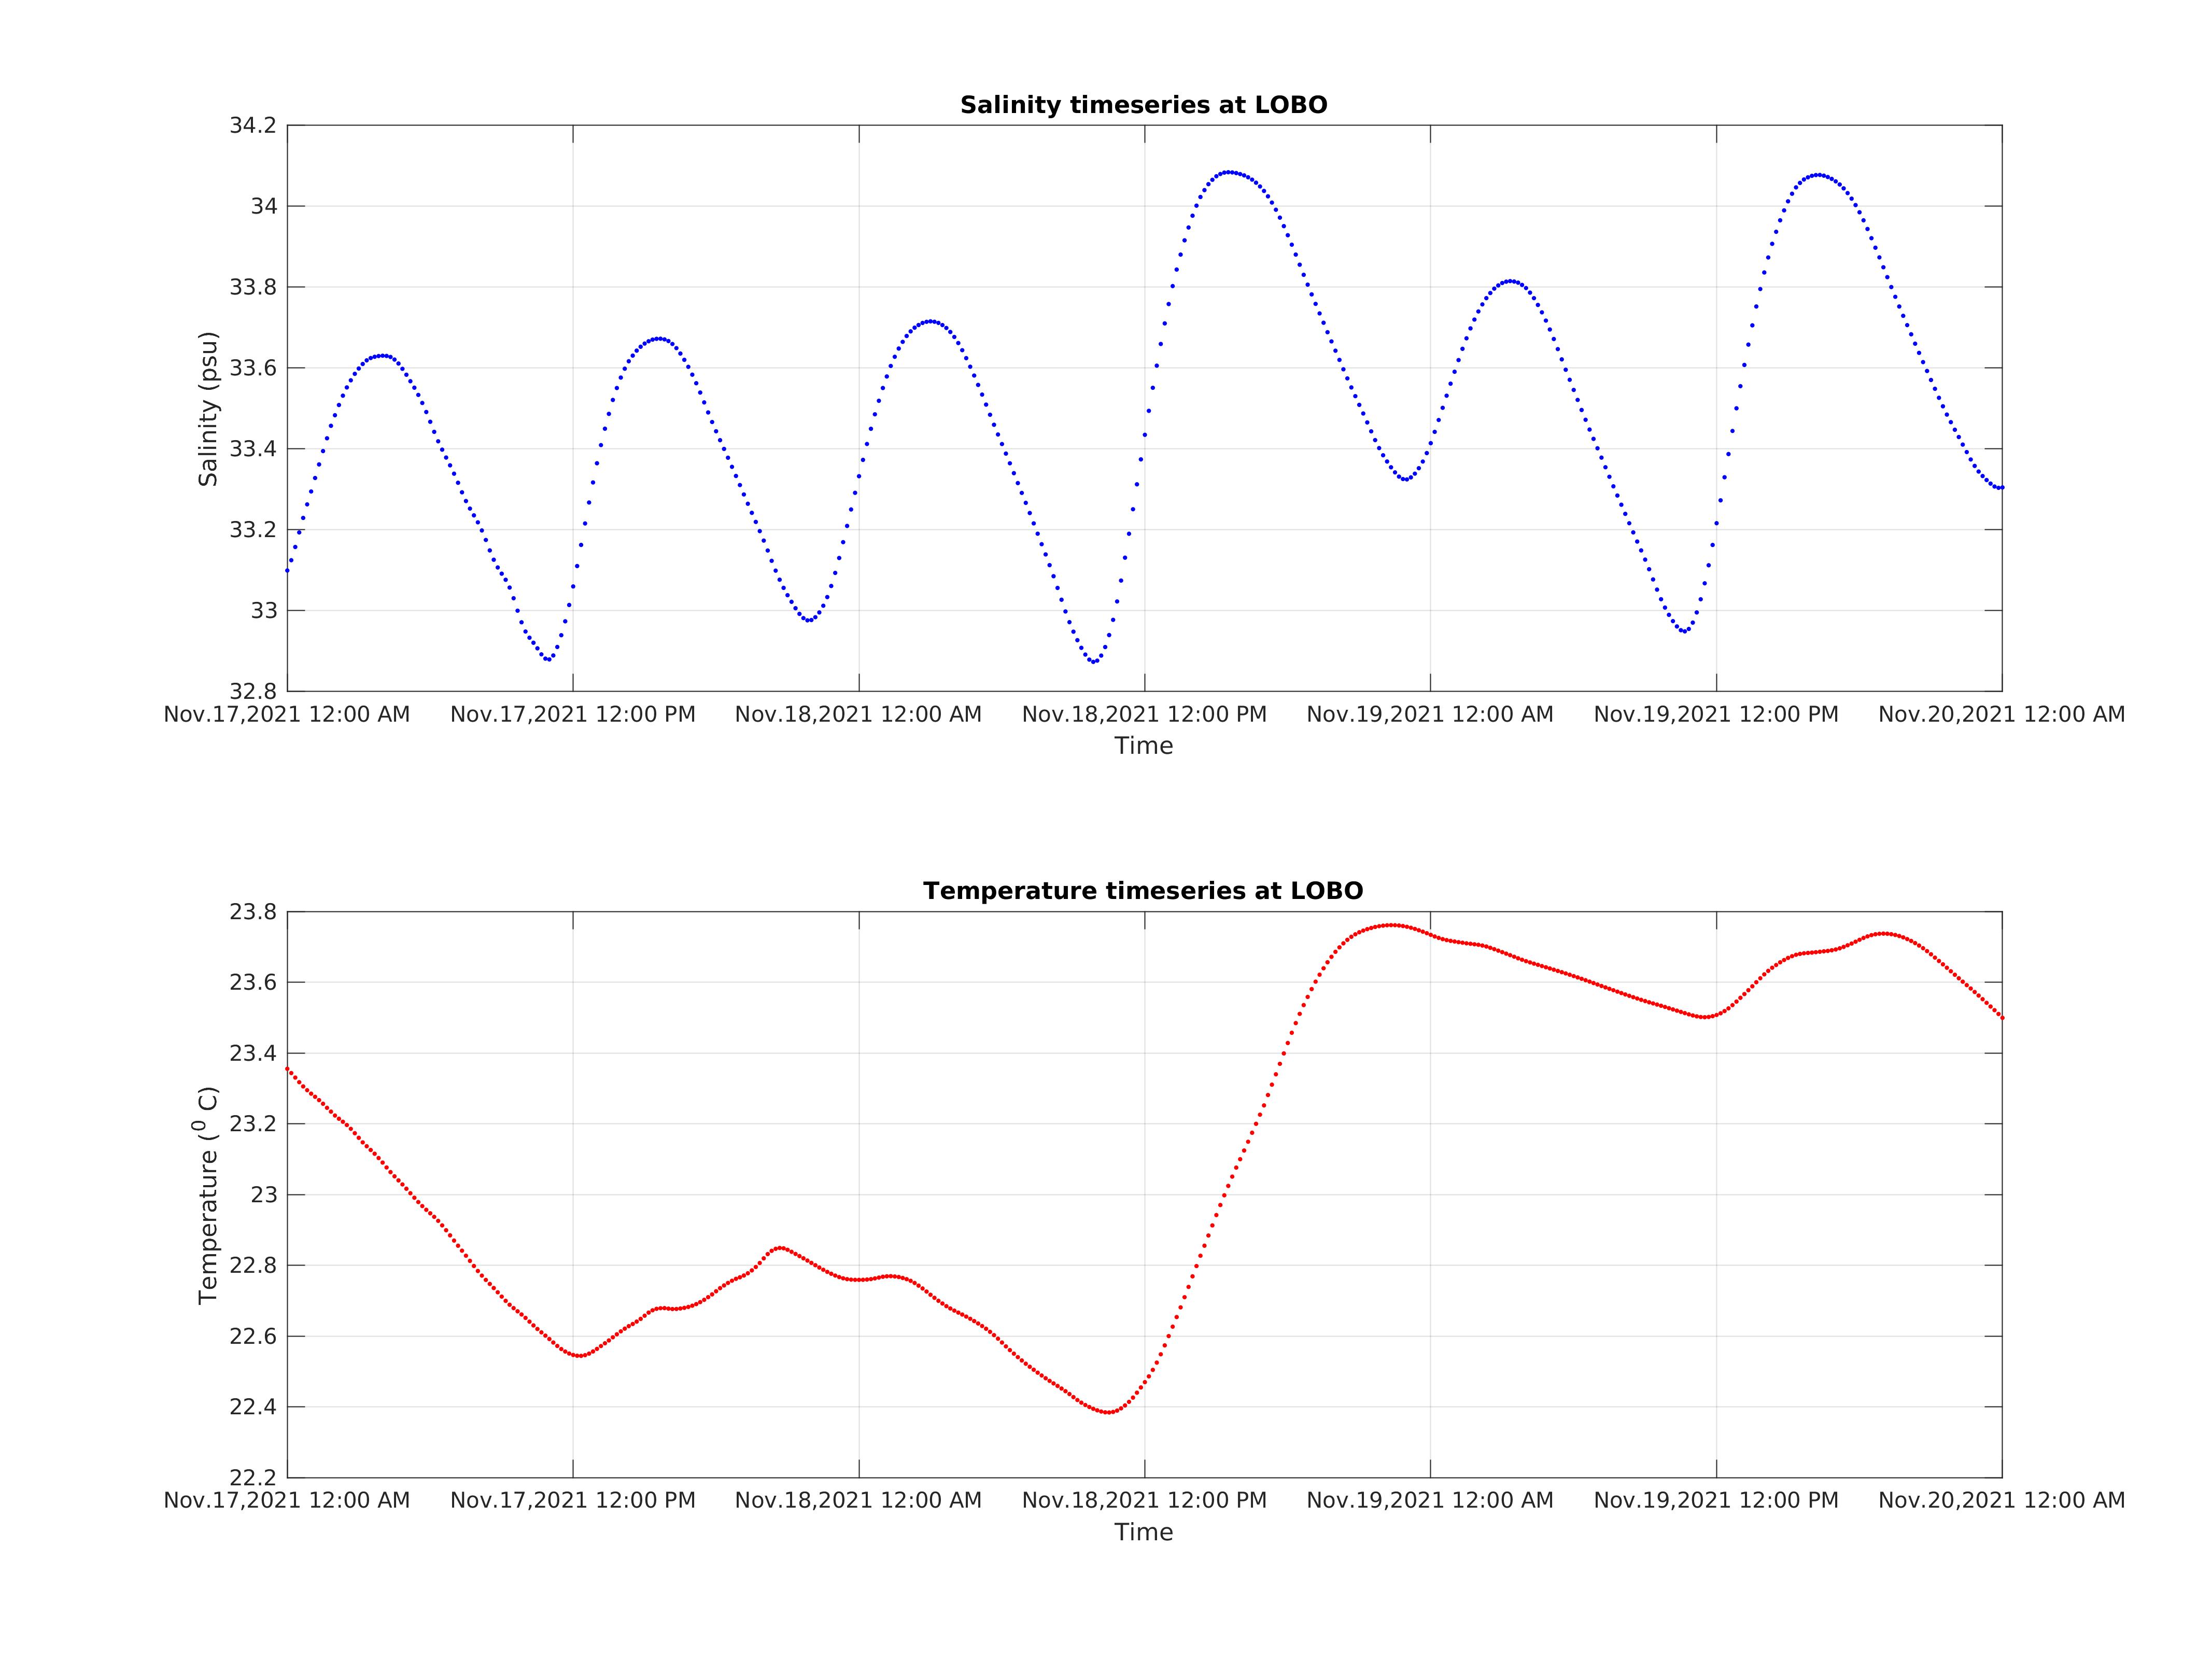 Salinity timeseries at LOBO
34.2
34
33.8
33.6
33.4
33.2
33
32.8
Salinity (psu)
Nov.17,2021 12:00 AM Nov.17,2021 12:00 PM Nov.18,2021 12:00 AM Nov.18,2021 12:00 PM Nov.19,2021 12:00 AM Nov.19,2021 12:00 PM Nov.20,2021 12:00 AM
Time
Temperature timeseries at LOBO
23.8
23.6
23.4
23.2
23
22.8
22.6
22.4
22.2
Temperature (⁰ C)
Nov.17,2021 12:00 AM Nov.17,2021 12:00 PM Nov.18,2021 12:00 AM Nov.18,2021 12:00 PM Nov.19,2021 12:00 AM Nov.19,2021 12:00 PM Nov.20,2021 12:00 AM
Time